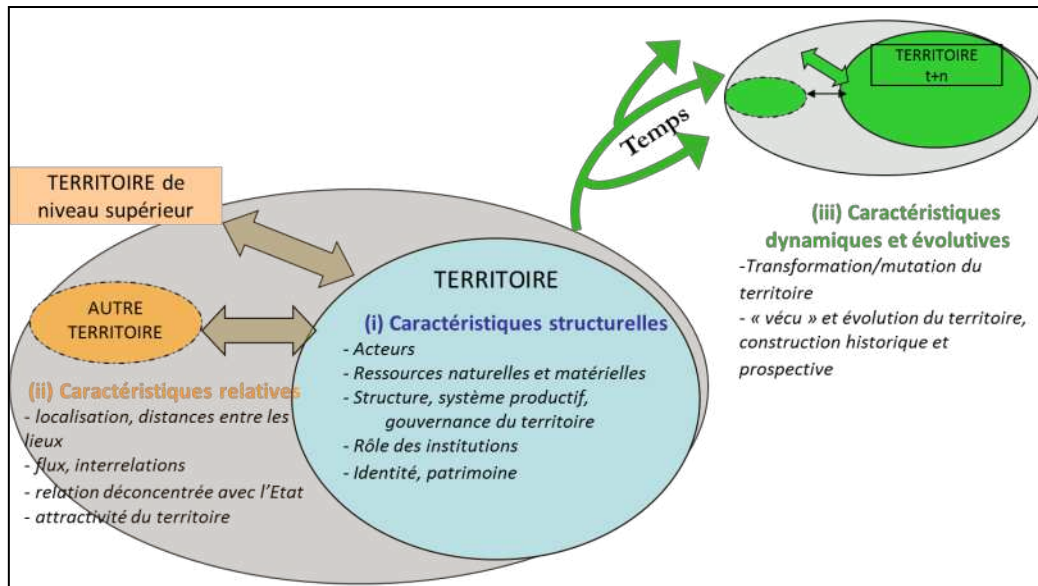 TERRITOIRE de
niveau supérieur
AUTRE
TERRITOIRE
(ii) Caractéristiques relatives
- localisation, distances entre les
lieux
- flux, interrelations
- relation déconcentrée avec l’Etat
- attractivité du territoire
TERRITOIRE
(i) Caractéristiques structurelles
- Acteurs
- Ressources naturelles et matérielles
- Structure, système productif,
gouvernance du territoire
- Rôle des institutions
- Identité, patrimoine
Temps
TERRITOIRE
t+n
(iii) Caractéristiques
dynamiques et évolutives
-Transformation/mutation du
territoire
- « vécu » et évolution du territoire,
construction historique et
prospective